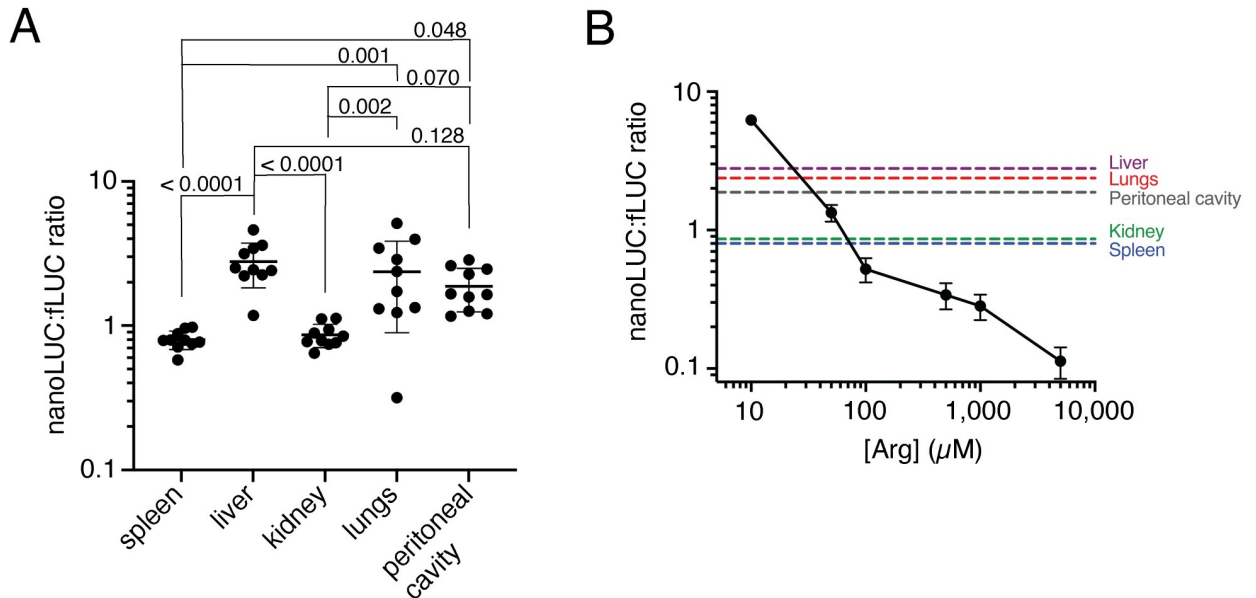 A
0.048
0.001
0.070
0.002
0.128
< 0.0001
< 0.0001
nanoLUC:fLUC ratio
10
1
0.1
spleen
liver
kidney
lungs
peritoneal
cavity
B
nanoLUC:fLUC ratio
10
1
0.1
Liver
Lungs
Peritoneal cavity
Kidney
Spleen
10
100
1,000
10,000
[Arg] (µM)